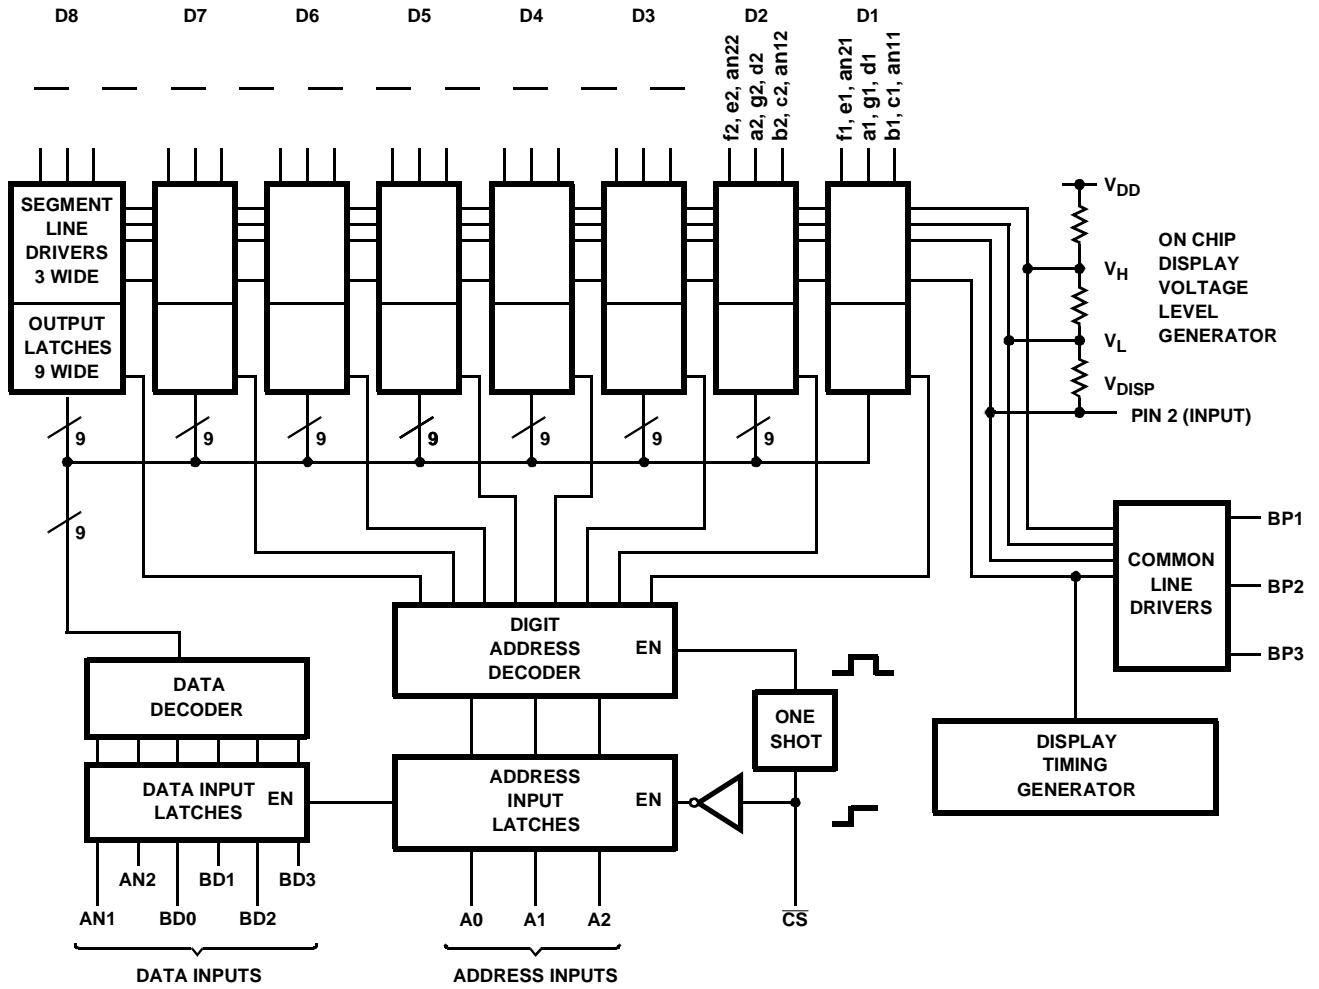 D8 D7 D6 D5 D4 D3 D2 D1
f2, e2, an22
a2, g2, d2
b2, c2, an12
f1, e1, an21
a1, g1, d1
b1, c1, an11
SEGMENT
LINE
DRIVERS
3 WIDE
OUTPUT
LATCHES
9 WIDE
VDD
VH
VL
VDISP
PIN 2 (INPUT)
ON CHIP
DISPLAY
VOLTAGE
LEVEL
GENERATOR
9 9 9 9 9 9 9
9
COMMON
LINE
DRIVERS
BP1
BP2
BP3
DIGIT
ADDRESS
DECODER
EN
DATA
DECODER
ONE
SHOT
DISPLAY
TIMING
GENERATOR
DATA INPUT
LATCHES
EN
ADDRESS
INPUT
LATCHES
EN
AN2 BD1 BD3
AN1 BD0 BD2
A0 A1 A2
CS
DATA INPUTS
ADDRESS INPUTS